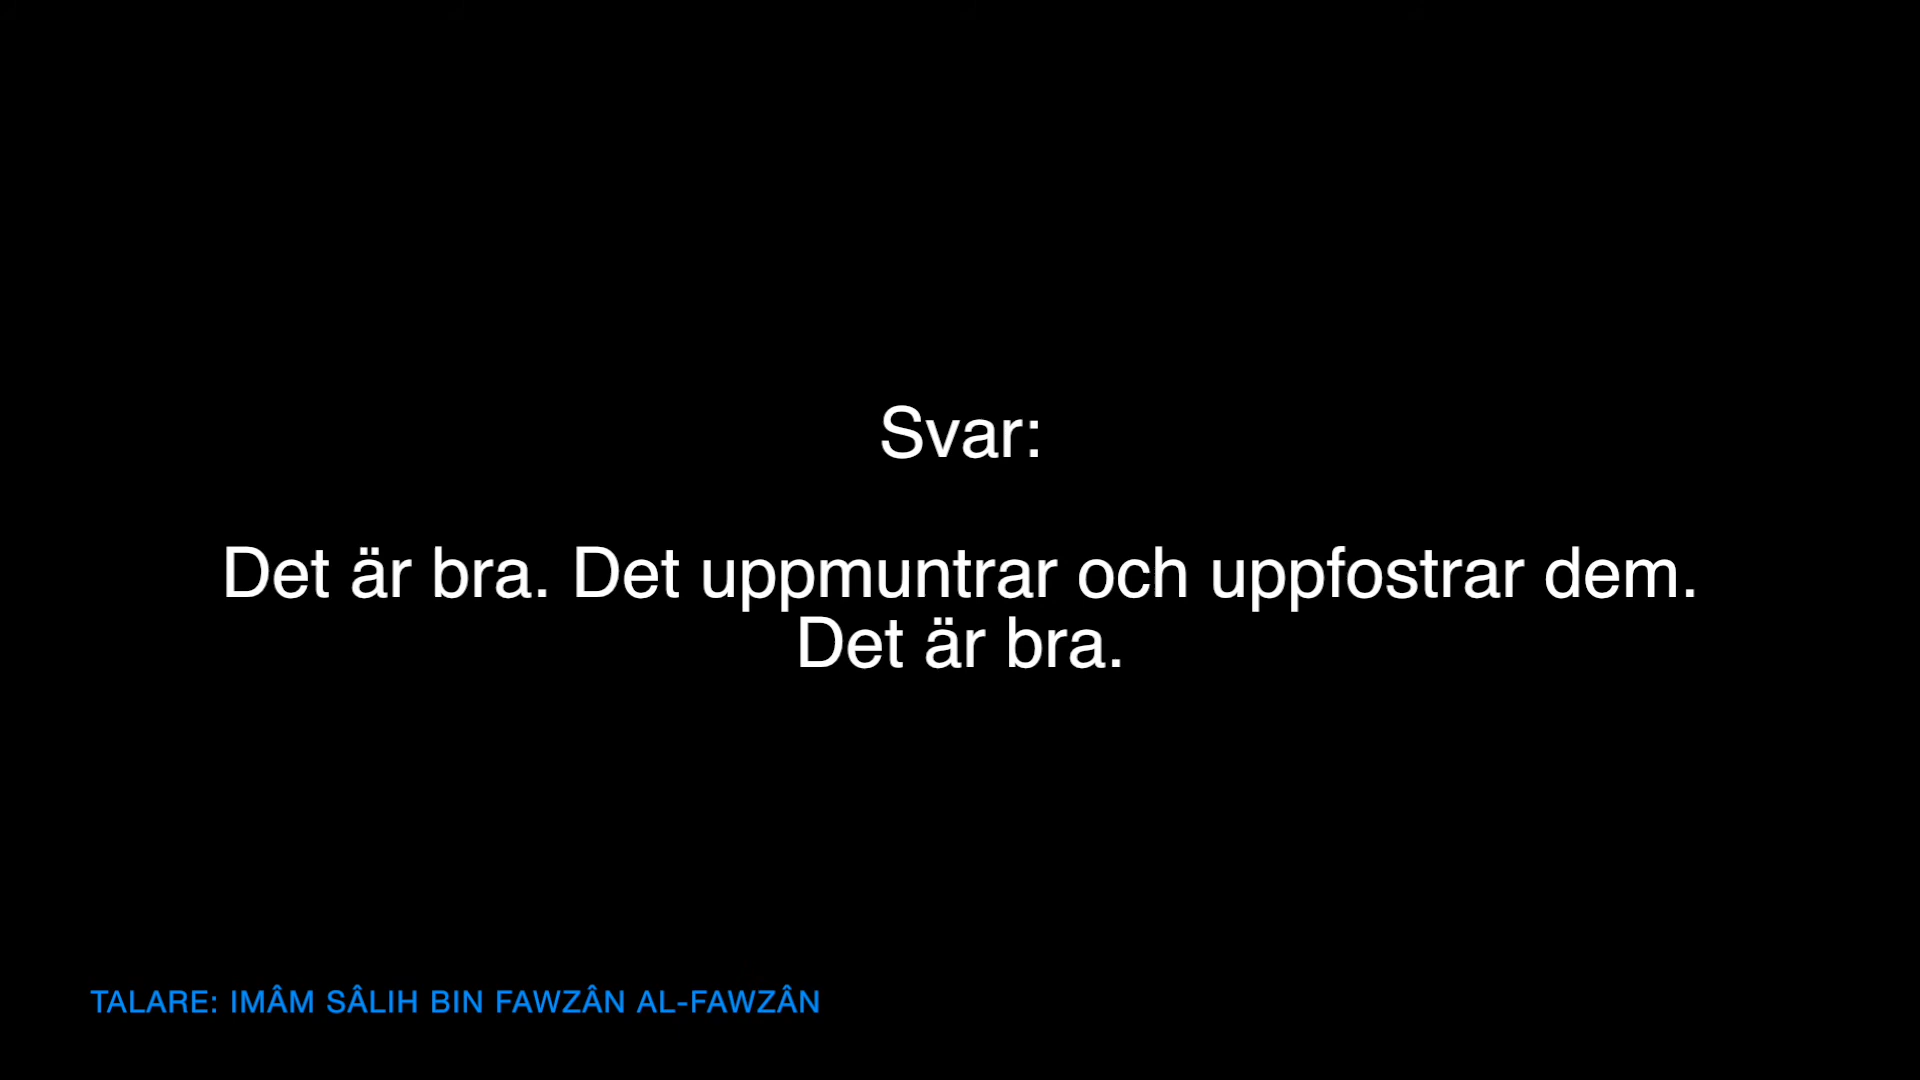 Svar:
Det är bra. Det uppmuntrar och uppfostrar dem.
Det är bra.
TALARE: IMÂM SÂLIH BIN FAWZÂN AL-FAWZÂN